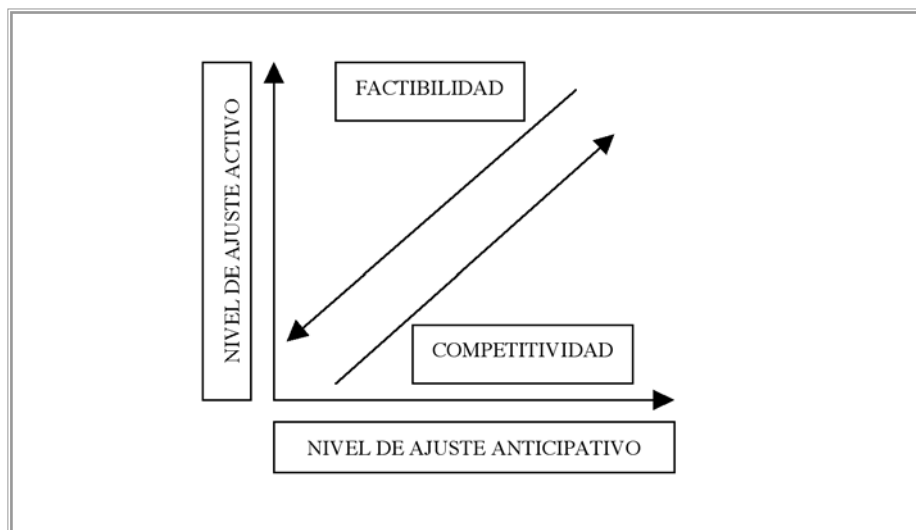 FACTIBILIDAD
NIVEL DE AJUSTE ACTIVO
COMPETITIVIDAD
NIVEL DE AJUSTE ANTICIPATIVO